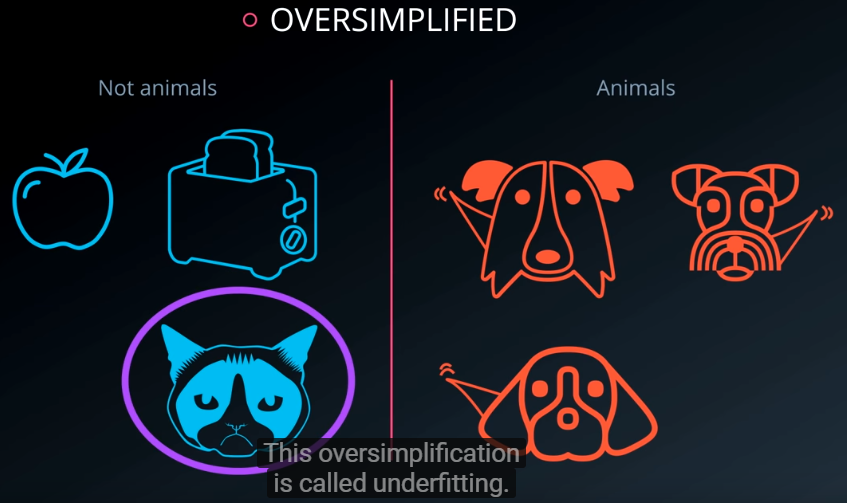 OVERSIMPLIFIED
Not animals
Animals
This oversimplification
is called underfitting.